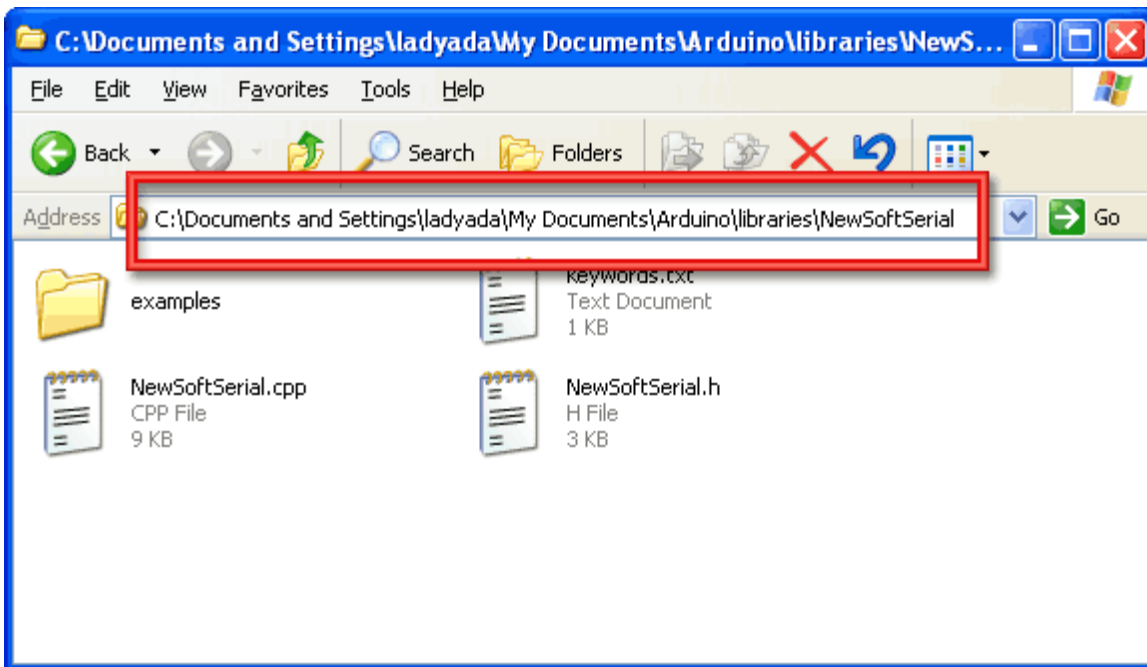 C:\Documents and Settings\ladyada\My Documents\Arduino\libraries\NewS...
File Edit View Favorites Tools Help
Back Search Folders
Address C:\Documents and Settings\ladyada\My Documents\Arduino\libraries\NewSoftSerial Go
examples
keywords.txt
Text Document
1 KB
NewSoftSerial.cpp
CPP File
9 KB
NewSoftSerial.h
H File
3 KB